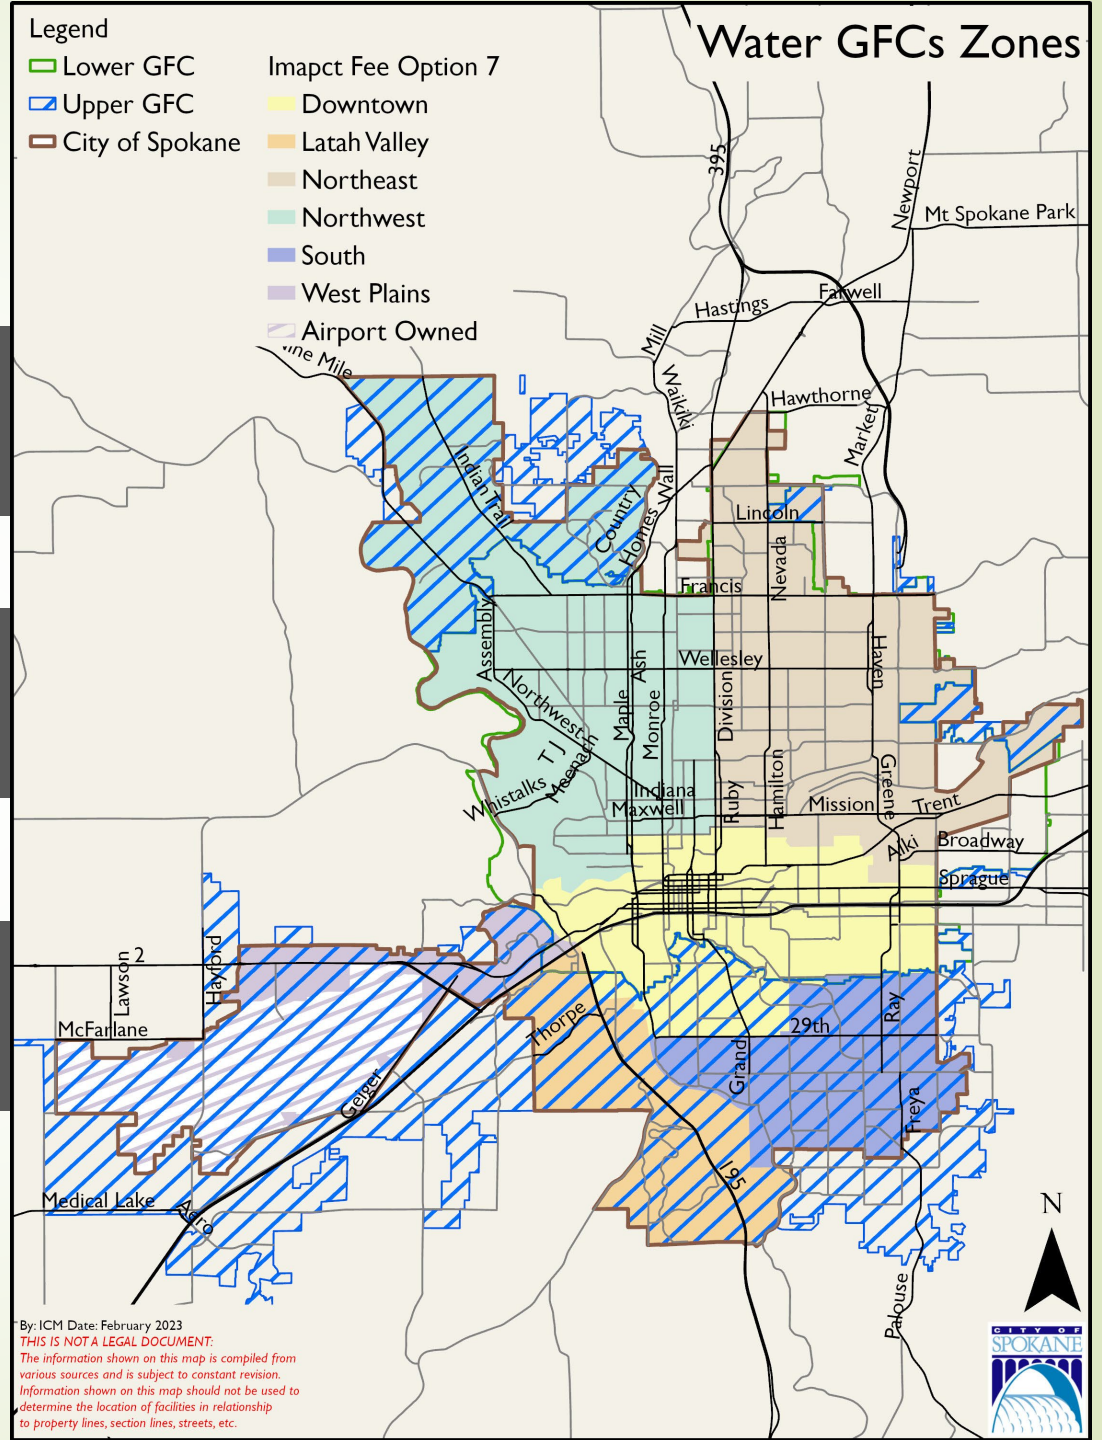 Water GFCs Zones
Legend
Lower GFC
Upper GFC
City of Spokane
Imapct Fee Option 7
Downtown
Latah Valley
Northeast
Northwest
South
West Plains
Airport Owned
395
Newport
Mt Spokane Park
Farwell
Hastings
Mill
Waikiki
Hawthorne
Market
Mile
Indian Trail
Country
Homes
Wall
Lincoln
Nevada
Francis
Assembly
Ash
Wellesley
Haven
Northwest
Maple
Monroe
Division
T J
Meenach
Whistalks
Indiana
Maxwell
Ruby
Hamilton
Mission
Greene
Trent
Alki
Broadway
Sprague
Hayford
Lawson
2
McFarlane
Thorpe
Ray
29th
Grand
Geiger
Freya
195
Medical Lake
Aero
Palouse
N
By: ICM Date: February 2023
THIS IS NOT A LEGAL DOCUMENT:
The information shown on this map is compiled from
various sources and is subject to constant revision.
Information shown on this map should not be used to
determine the location of facilities in relationship
to property lines, section lines, streets, etc.
CITY OF
SPOKANE